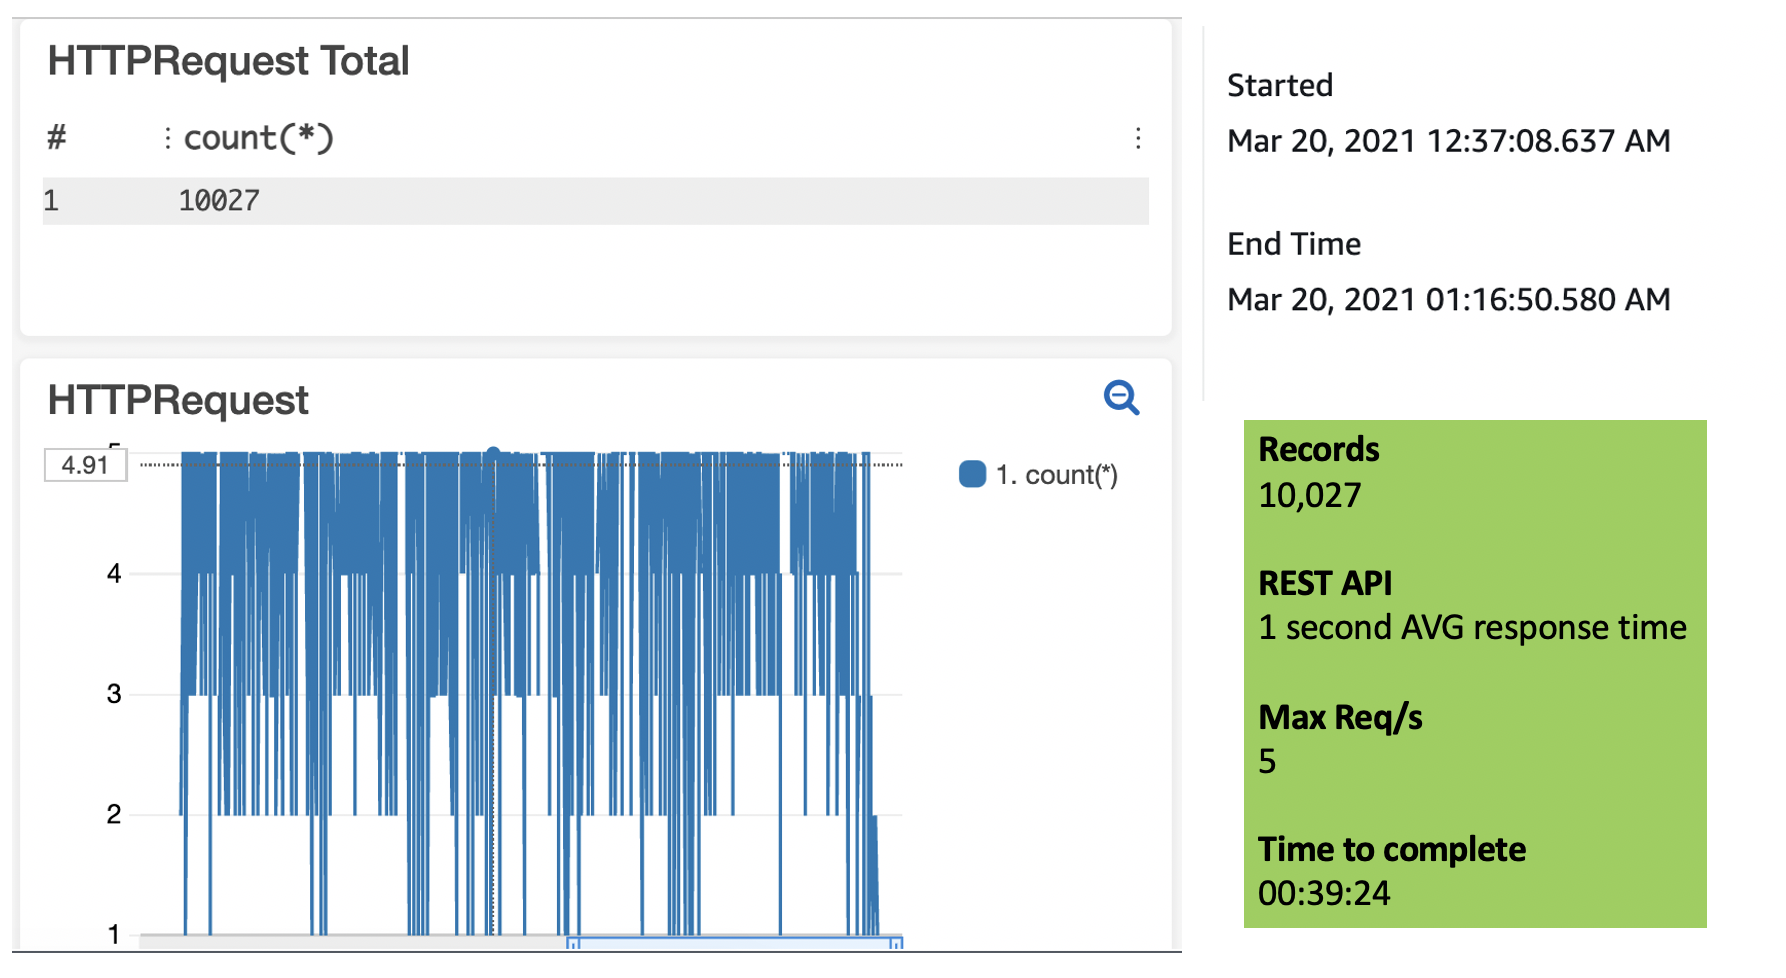 HTTPRequest Total
# ⋮ count(*) ⋮
1 10027
HTTPRequest
5
4.91
4
3
2
1
1. count(*)
Started
Mar 20, 2021 12:37:08.637 AM
End Time
Mar 20, 2021 01:16:50.580 AM
Records
10,027
REST API
1 second AVG response time
Max Req/s
5
Time to complete
00:39:24